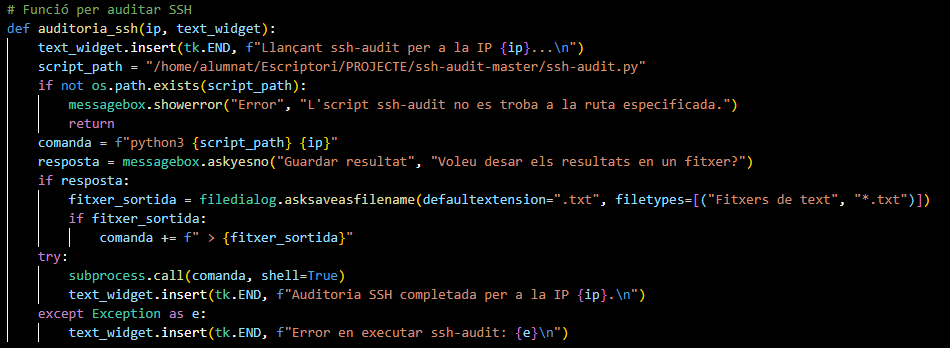 # Funció per auditar SSH
def auditoria_ssh(ip, text_widget):
    text_widget.insert(tk.END, f"Llançant ssh-audit per a la IP {ip}...\n")
    script_path = "/home/alumnat/Escriptori/PROJECTE/ssh-audit-master/ssh-audit.py"
    if not os.path.exists(script_path):
        messagebox.showerror("Error", "L'script ssh-audit no es troba a la ruta especificada.")
        return
    comanda = f"python3 {script_path} {ip}"
    resposta = messagebox.askyesno("Guardar resultat", "Voleu desar els resultats en un fitxer?")
    if resposta:
        fitxer_sortida = filedialog.asksaveasfilename(defaultextension=".txt", filetypes=[("Fitxers de text", "*.txt")])
        if fitxer_sortida:
            comanda += f" > {fitxer_sortida}"
    try:
        subprocess.call(comanda, shell=True)
        text_widget.insert(tk.END, f"Auditoria SSH completada per a la IP {ip}.\n")
    except Exception as e:
        text_widget.insert(tk.END, f"Error en executar ssh-audit: {e}\n")